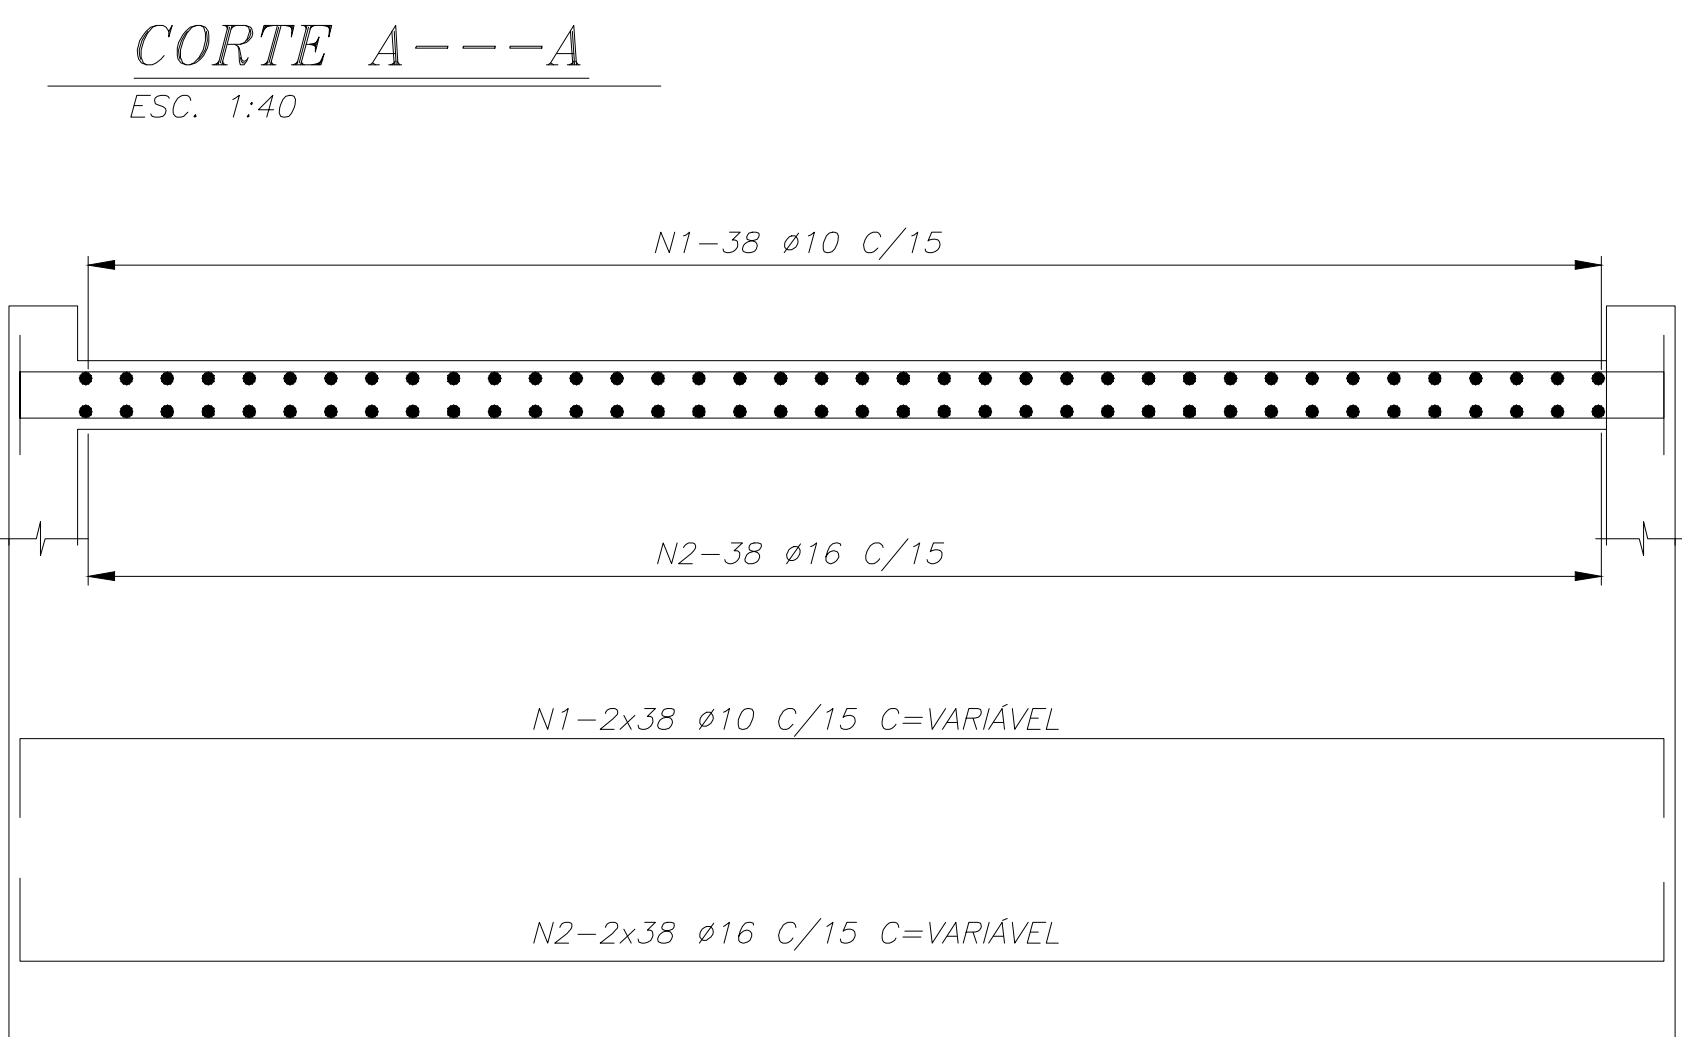 CORTE A---A
ESC. 1:40
N1-38 ø10 C/15
N2-38 ø16 C/15
N1-2x38 ø10 C/15 C=VARIÁVEL
N2-2x38 ø16 C/15 C=VARIÁVEL